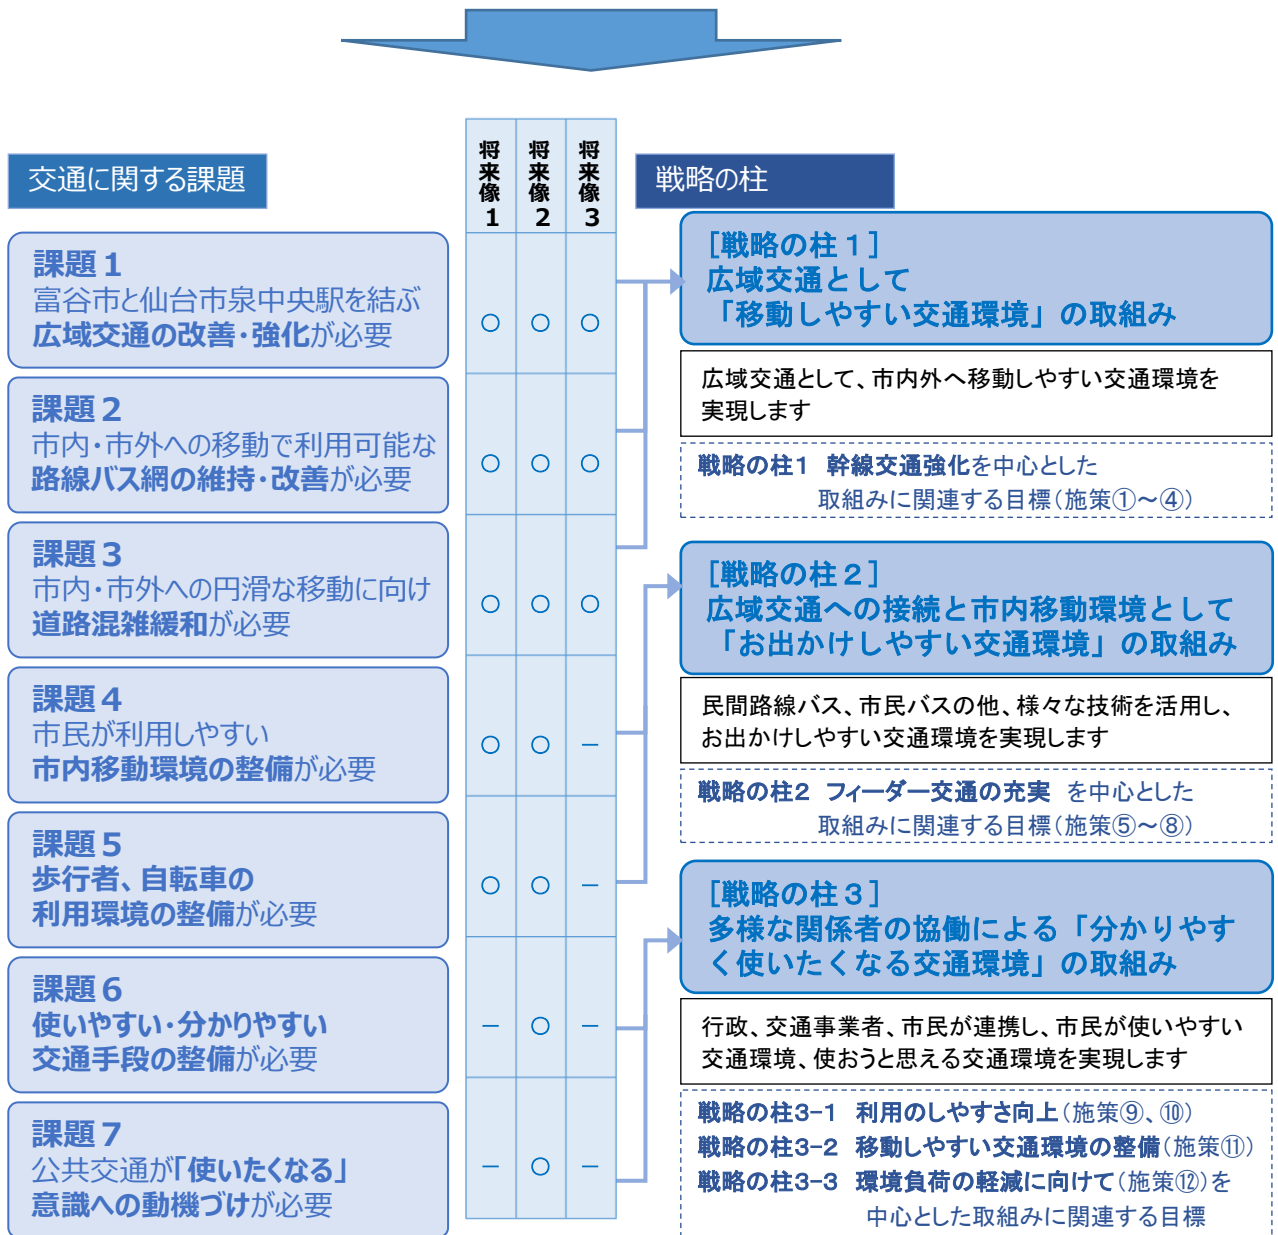 交通に関する課題
将来像1
将来像2
将来像3
戦略の柱
課題1
富谷市と仙台市泉中央駅を結ぶ
広域交通の改善・強化が必要
○ ○ ○
課題2
市内・市外への移動で利用可能な
路線バス網の維持・改善が必要
○ ○ ○
課題3
市内・市外への円滑な移動に向け
道路混雑緩和が必要
○ ○ ○
課題4
市民が利用しやすい
市内移動環境の整備が必要
○ ○ －
課題5
歩行者、自転車の
利用環境の整備が必要
○ ○ －
課題6
使いやすい・分かりやすい
交通手段の整備が必要
－ ○ －
課題7
公共交通が「使いたくなる」
意識への動機づけが必要
－ ○ －
［戦略の柱１］
広域交通として
「移動しやすい交通環境」の取組み
広域交通として、市内外へ移動しやすい交通環境を
実現します
戦略の柱1 幹線交通強化を中心とした
取組みに関連する目標（施策①～④）
［戦略の柱２］
広域交通への接続と市内移動環境として
「お出かけしやすい交通環境」の取組み
民間路線バス、市民バスの他、様々な技術を活用し、
お出かけしやすい交通環境を実現します
戦略の柱2 フィーダー交通の充実 を中心とした
取組みに関連する目標（施策⑤～⑧）
［戦略の柱３］
多様な関係者の協働による「分かりやす
く使いたくなる交通環境」の取組み
行政、交通事業者、市民が連携し、市民が使いやすい
交通環境、使おうと思える交通環境を実現します
戦略の柱3-1 利用のしやすさ向上（施策⑨、⑩）
戦略の柱3-2 移動しやすい交通環境の整備（施策⑪）
戦略の柱3-3 環境負荷の軽減に向けて（施策⑫）を
中心とした取組みに関連する目標